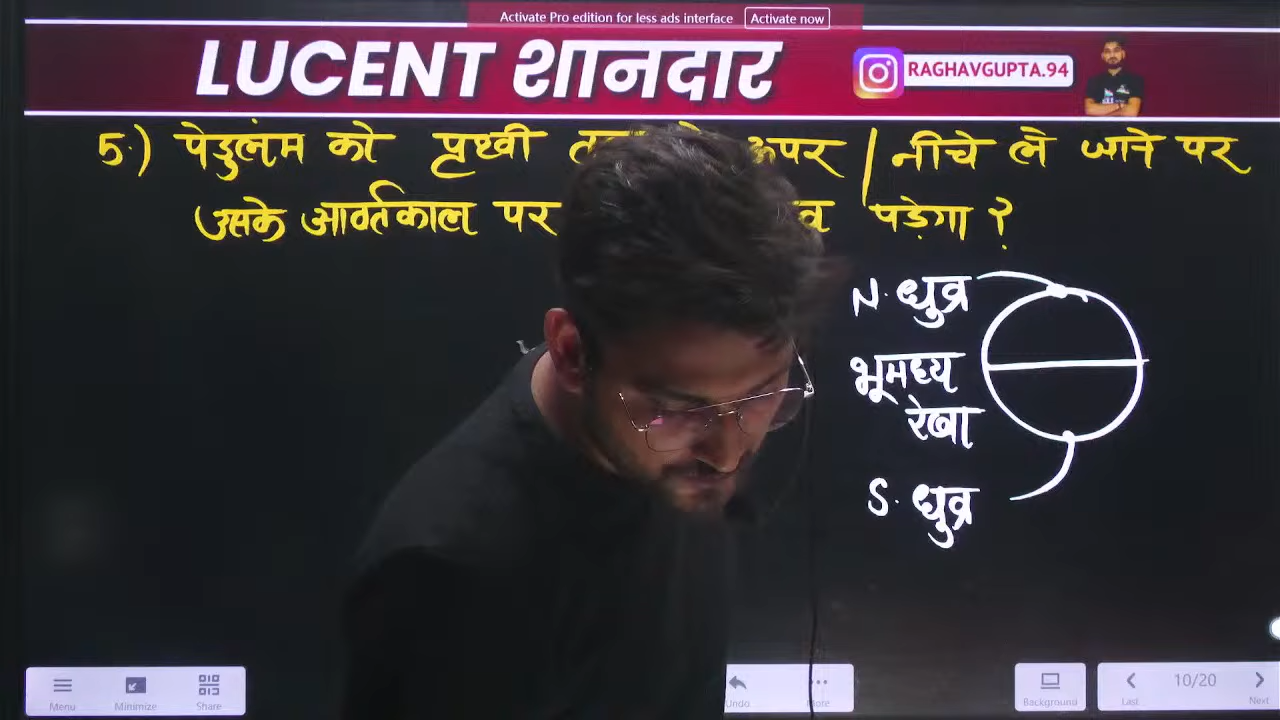 Activate Pro edition for less ads interface Activate now
LUCENT शानदार
RAGHAVGUPTA.94
5.) पेडुलंम को पृथ्वी ऊपर / नीचे ले जाने पर
उसके आवर्तकाल पर पड़ेगा ?
N. ध्रुव
भूमध्य
रेखा
S. ध्रुव
Menu Minimize Share Undo More Background Last 10/20 Next